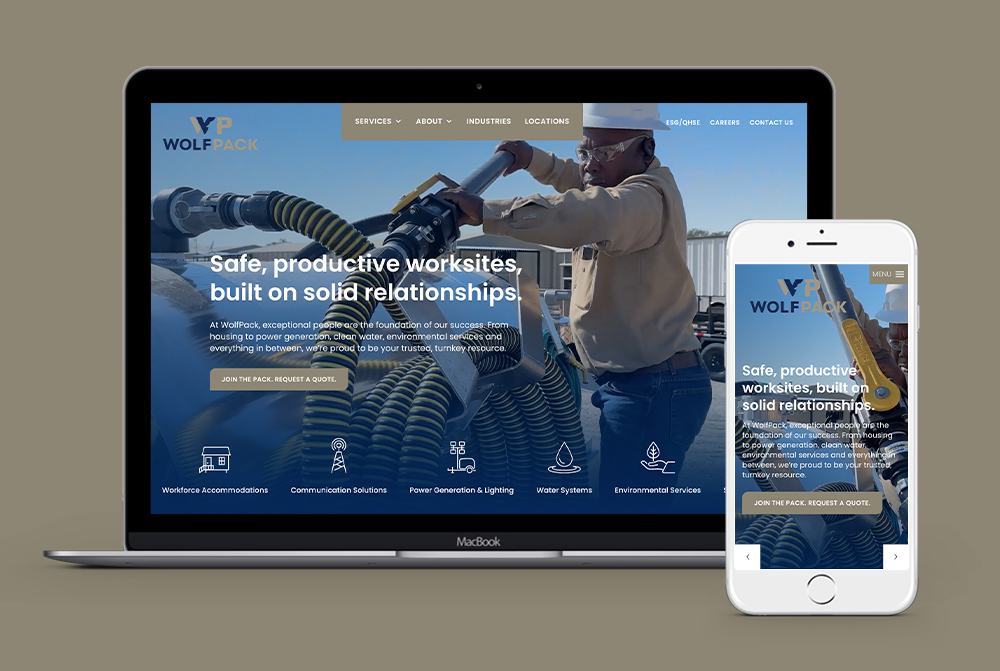 WP
WOLFPACK
SERVICES ABOUT INDUSTRIES LOCATIONS
ESG/QHSE CAREERS CONTACT US
Safe, productive worksites,
built on solid relationships.
At WolfPack, exceptional people are the foundation of our success. From
housing to power generation, clean water, environmental services and
everything in between, we're proud to be your trusted, turnkey resource.
JOIN THE PACK. REQUEST A QUOTE.
Workforce Accommodations Communication Solutions Power Generation & Lighting Water Systems Environmental Services S
MacBook
MENU
WP
WOLFPACK
Safe, productive
worksites, built on
solid relationships.
At WolfPack, exceptional people are the
foundation of our success. From housing
to power generation, clean water,
environmental services and everything in
between, we're proud to be your trusted,
turnkey resource.
JOIN THE PACK. REQUEST A QUOTE.